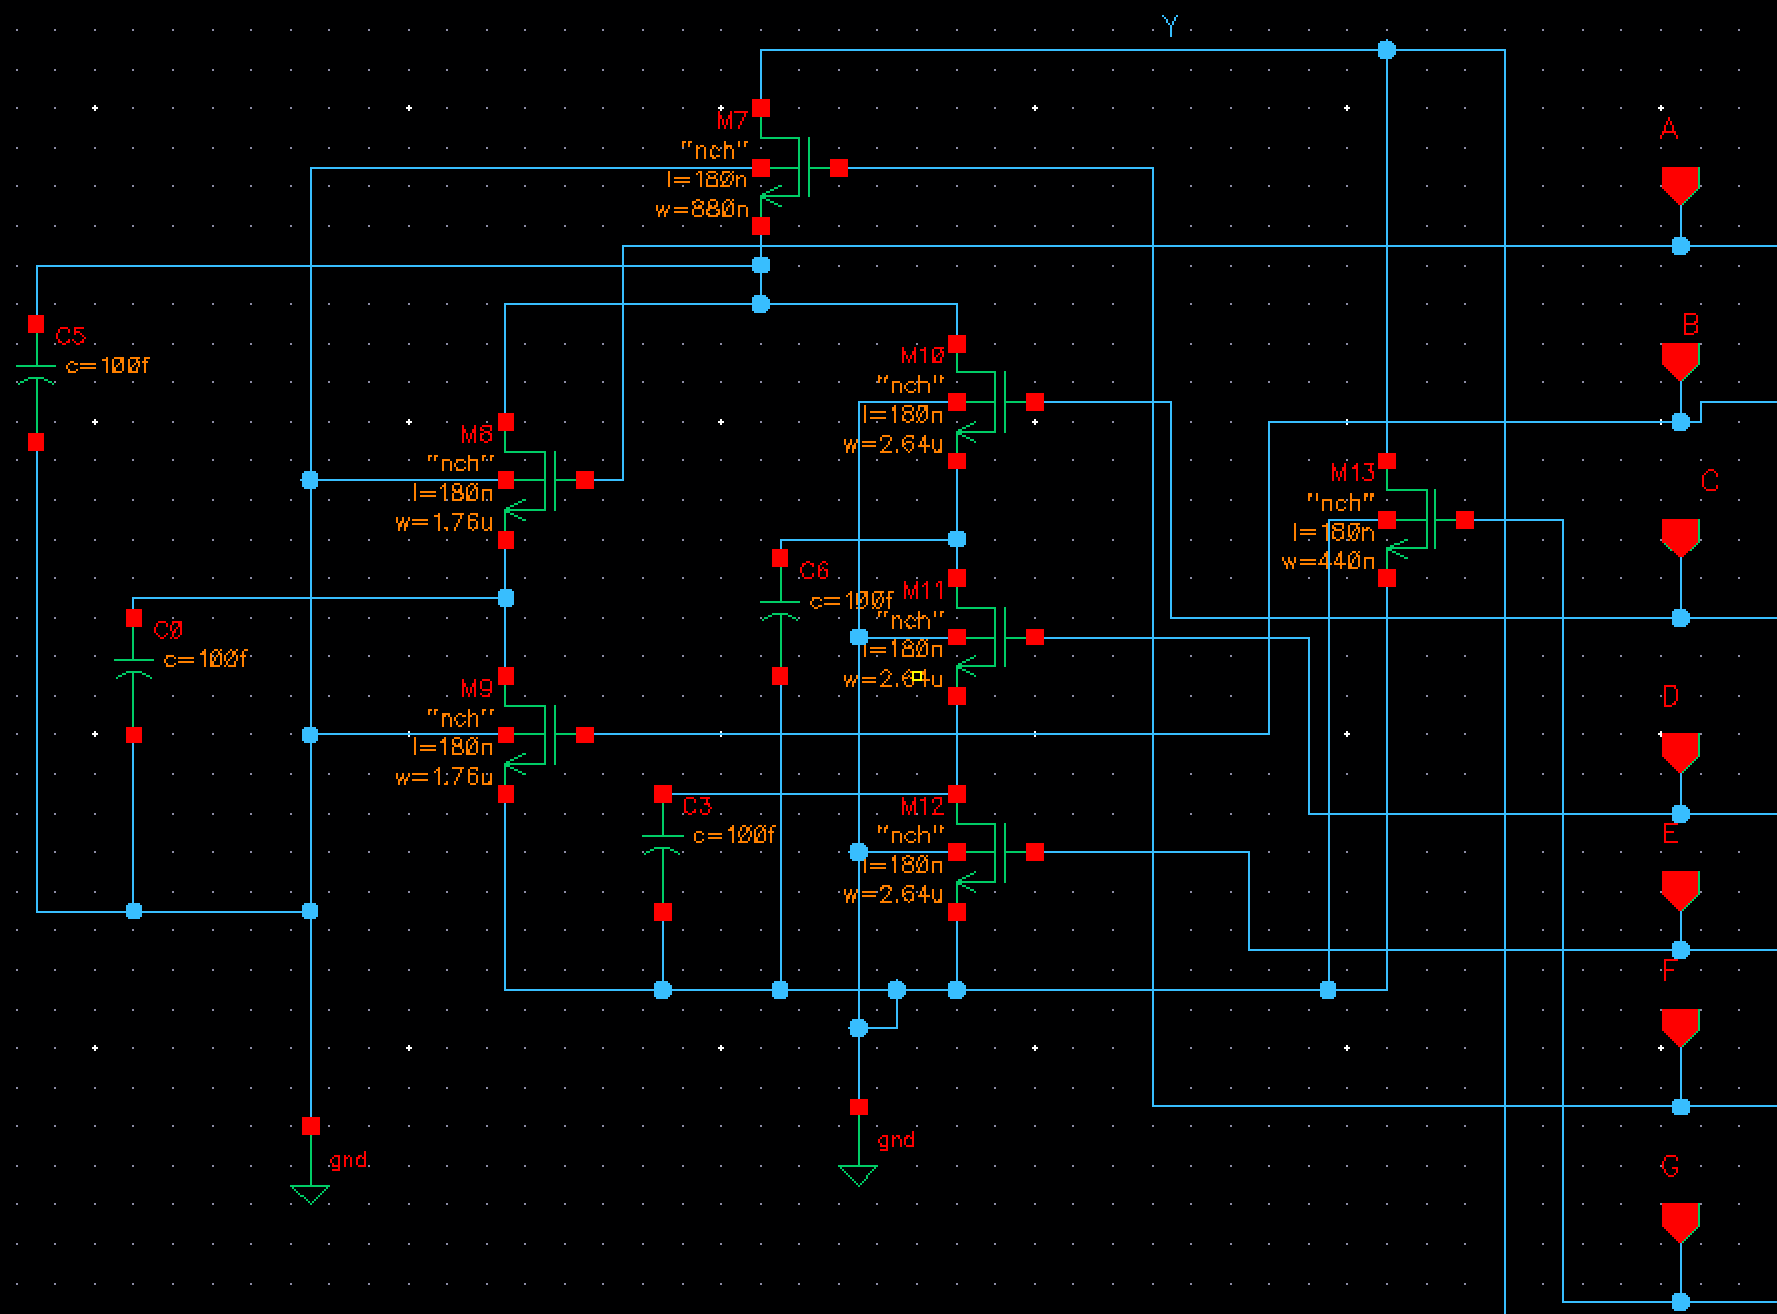 Y
M7
"nch"
l=180n
w=880n
A
B
C5
c=100f
M10
"nch"
l=180n
w=2.64u
M8
"nch"
l=180n
w=1.76u
M13
"nch"
l=180n
w=440n
C
C6
c=100f
M11
"nch"
l=180n
w=2.64u
C0
c=100f
M9
"nch"
l=180n
w=1.76u
D
C3
c=100f
M12
"nch"
l=180n
w=2.64u
E
F
gnd
gnd
G